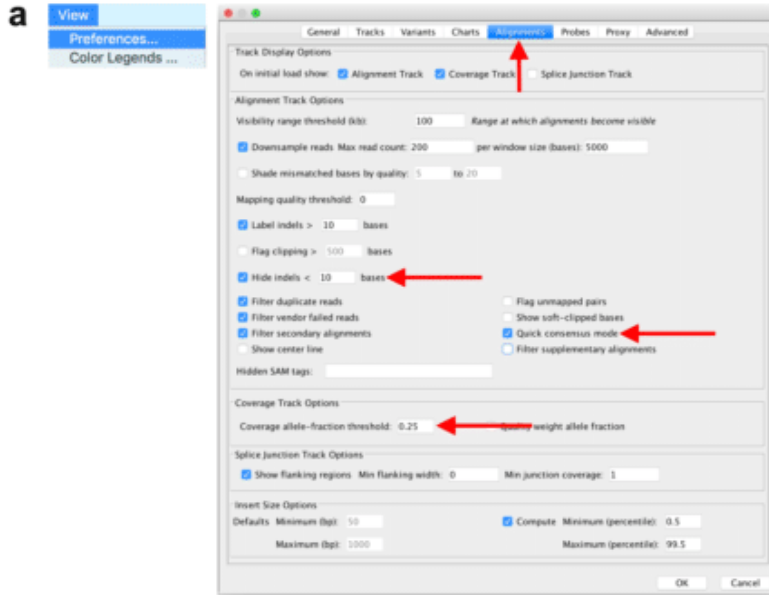 a
View
Preferences...
Color Legends ...
General Tracks Variants Charts Alignments Probes Proxy Advanced
Track Display Options
On initial load show: Alignment Track Coverage Track Splice Junction Track
Alignment Track Options
Visibility range threshold (kb): 100 Range at which alignments become visible
Downsample reads Max read count: 200 per window size (bases): 5000
Shade mismatched bases by quality: 5 to 20
Mapping quality threshold: 0
Label indels > 10 bases
Flag clipping > 500 bases
Hide indels < 10 bases
Filter duplicate reads Flag unmapped pairs
Filter vendor failed reads Show soft-clipped bases
Filter secondary alignments Quick consensus mode
Show center line Filter supplementary alignments
Hidden SAM tags:
Coverage Track Options
Coverage allele-fraction threshold: 0.25 Quality weight allele fraction
Splice Junction Track Options
Show flanking regions Min flanking width: 0 Min junction coverage: 1
Insert Size Options
Defaults Minimum (bp): 50 Compute Minimum (percentile): 0.5
Maximum (bp): 1000 Maximum (percentile): 99.5
OK Cancel